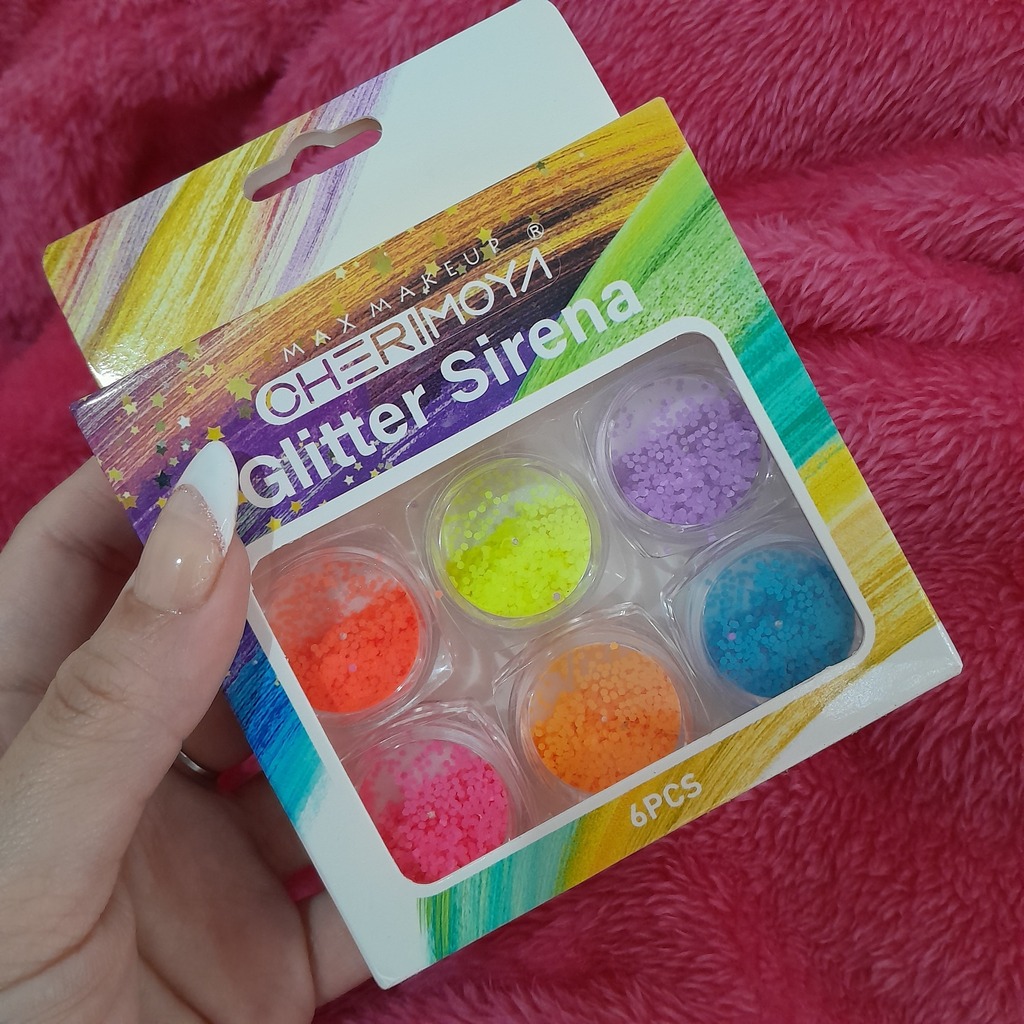 MAX MAKEUP ®
CHERIMOYA
Glitter Sirena
6PCS